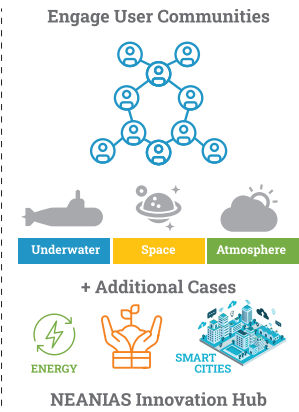 Engage User Communities
Underwater Space Atmosphere
+ Additional Cases
ENERGY
SMART
CITIES
NEANIAS Innovation Hub